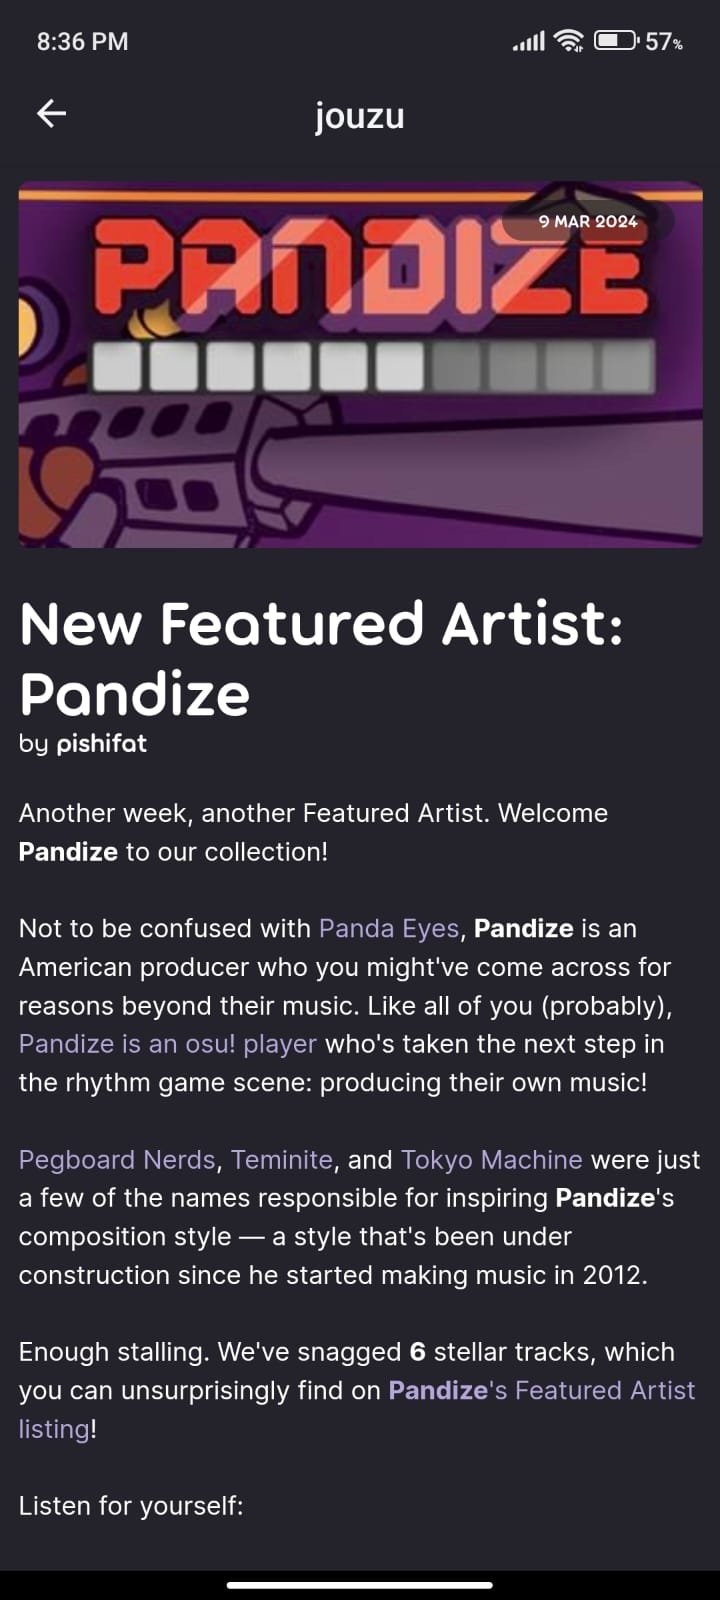 8:36 PM
57%
jouzu
9 MAR 2024
PANDIZE
New Featured Artist:
Pandize
by pishifat
Another week, another Featured Artist. Welcome
Pandize to our collection!
Not to be confused with Panda Eyes, Pandize is an
American producer who you might've come across for
reasons beyond their music. Like all of you (probably),
Pandize is an osu! player who's taken the next step in
the rhythm game scene: producing their own music!
Pegboard Nerds, Teminite, and Tokyo Machine were just
a few of the names responsible for inspiring Pandize's
composition style — a style that's been under
construction since he started making music in 2012.
Enough stalling. We've snagged 6 stellar tracks, which
you can unsurprisingly find on Pandize's Featured Artist
listing!
Listen for yourself: